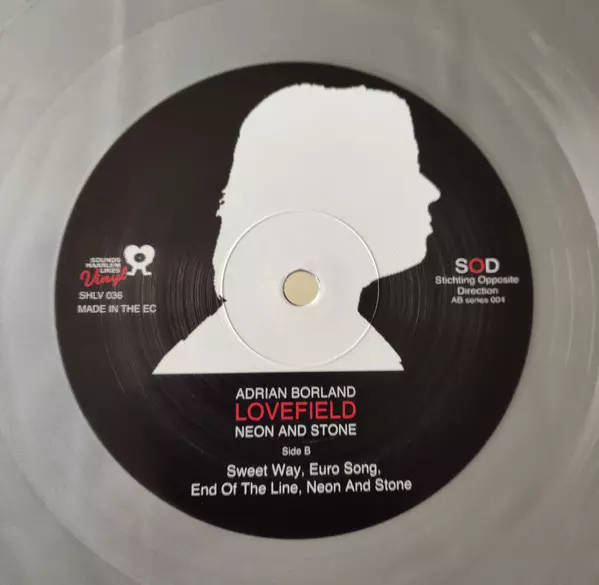 SOUNDS
HAARLEM
LIKES
Vinyl
SHLV 036
MADE IN THE EC
SOD
Stichting Opposite
Direction
AB series 004
ADRIAN BORLAND
LOVEFIELD
NEON AND STONE
Side B
Sweet Way, Euro Song,
End Of The Line, Neon And Stone